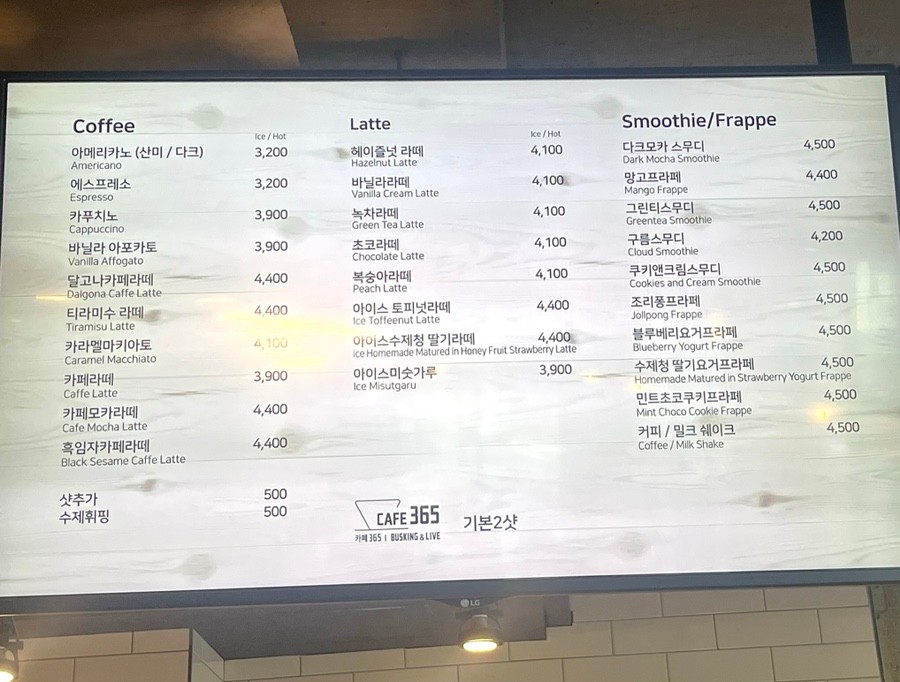 Coffee
Ice / Hot
아메리카노 (산미 / 다크) 3,200
Americano
에스프레소 3,200
Espresso
카푸치노 3,900
Cappuccino
바닐라 아포카토 3,900
Vanilla Affogato
달고나카페라떼 4,400
Dalgona Caffe Latte
티라미수 라떼 4,400
Tiramisu Latte
카라멜마키아토 4,100
Caramel Macchiato
카페라떼 3,900
Caffe Latte
카페모카라떼 4,400
Cafe Mocha Latte
흑임자카페라떼 4,400
Black Sesame Caffe Latte
샷추가 500
수제휘핑 500
Latte
Ice / Hot
헤이즐넛 라떼 4,100
Hazelnut Latte
바닐라라떼 4,100
Vanilla Cream Latte
녹차라떼 4,100
Green Tea Latte
초코라떼 4,100
Chocolate Latte
복숭아라떼 4,100
Peach Latte
아이스 토피넛라떼 4,400
Ice Toffeenut Latte
아이스수제청 딸기라떼 4,400
Ice Homemade Matured in Honey Fruit Strawberry Latte
아이스미숫가루 3,900
Ice Misutgaru
CAFE 365
카페 365 | BUSKING & LIVE
기본2샷
Smoothie/Frappe
다크모카 스무디 4,500
Dark Mocha Smoothie
망고프라페 4,400
Mango Frappe
그린티스무디 4,500
Greentea Smoothie
구름스무디 4,200
Cloud Smoothie
쿠키앤크림스무디 4,500
Cookies and Cream Smoothie
조리퐁프라페 4,500
Jollpong Frappe
블루베리요거프라페 4,500
Blueberry Yogurt Frappe
수제청 딸기요거프라페 4,500
Homemade Matured in Strawberry Yogurt Frappe
민트초코쿠키프라페 4,500
Mint Choco Cookie Frappe
커피 / 밀크 쉐이크 4,500
Coffee / Milk Shake
LG